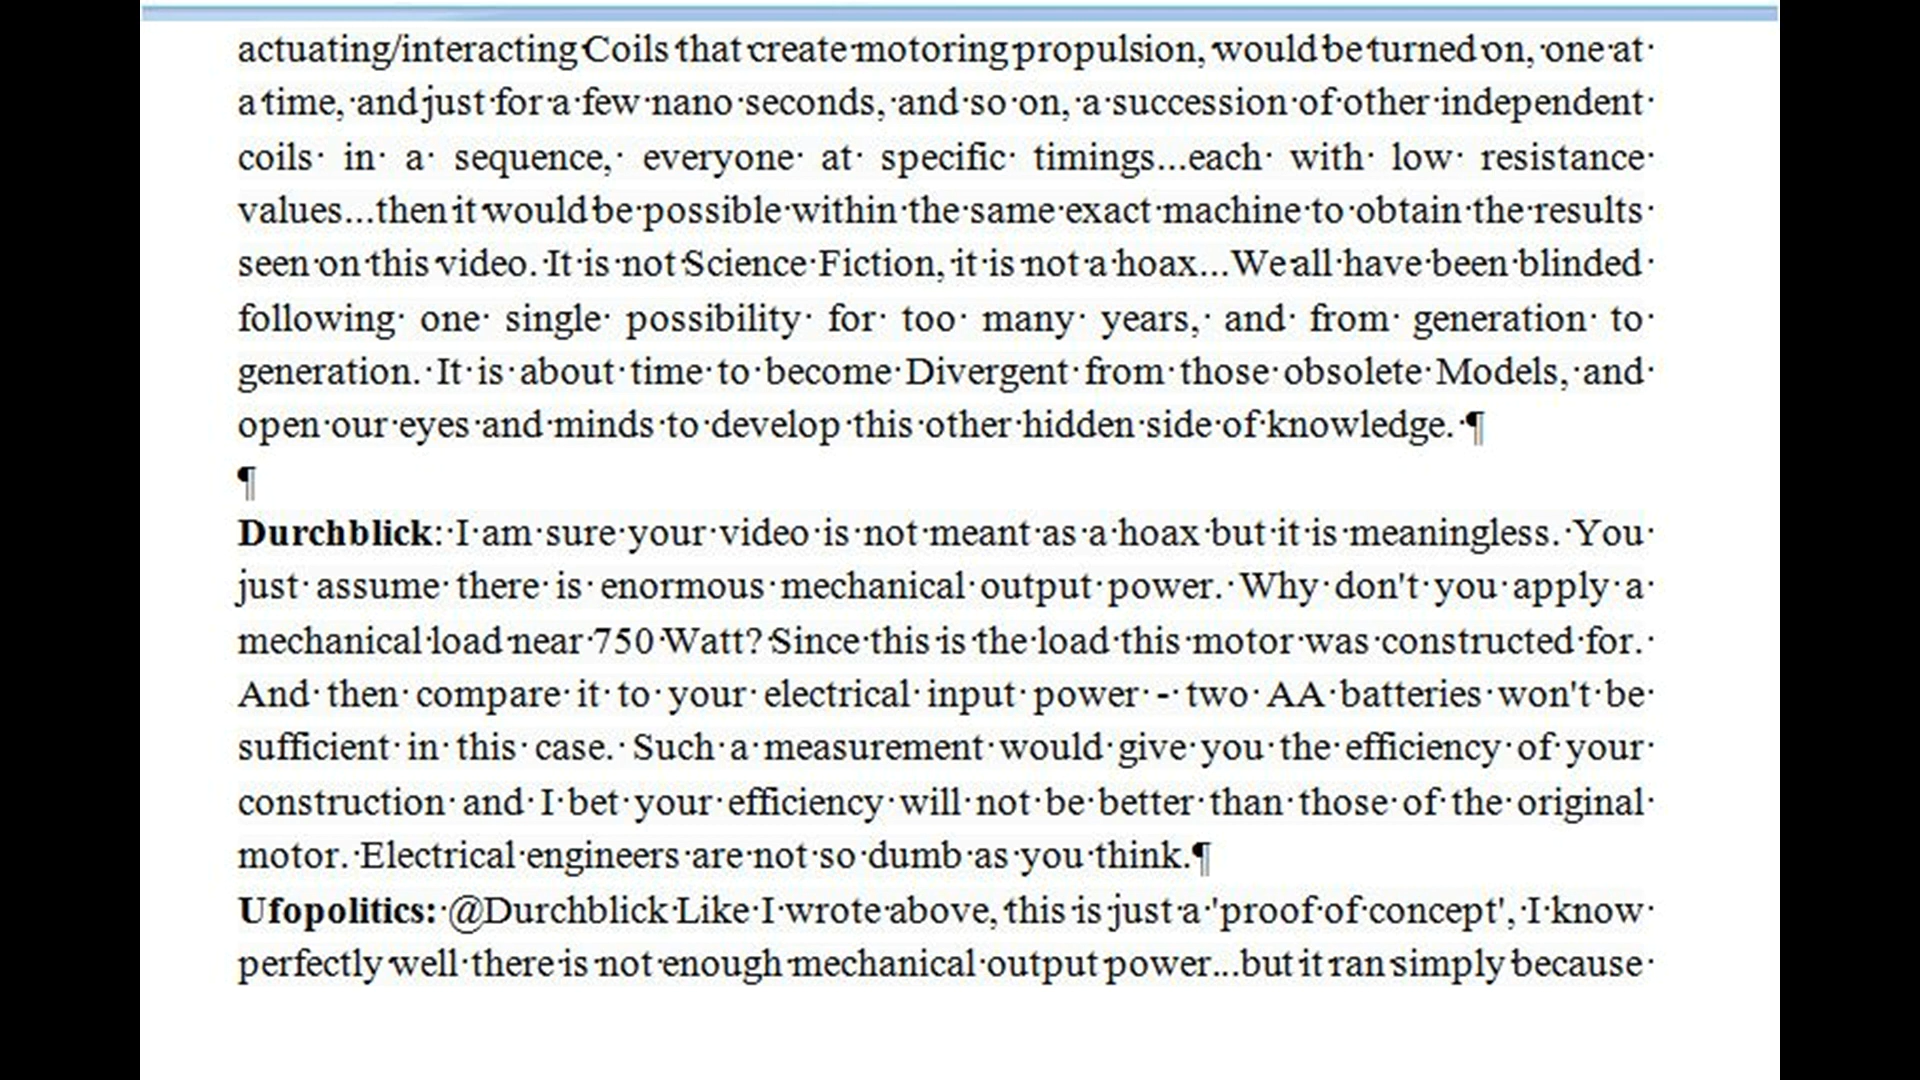 actuating/interacting Coils that create motoring propulsion, would be turned on, one at
a time, and just for a few nano seconds, and so on, a succession of other independent
coils in a sequence, everyone at specific timings...each with low resistance
values...then it would be possible within the same exact machine to obtain the results
seen on this video. It is not Science Fiction, it is not a hoax...We all have been blinded
following one single possibility for too many years, and from generation to
generation. It is about time to become Divergent from those obsolete Models, and
open our eyes and minds to develop this other hidden side of knowledge. ¶
¶
Durchblick: I am sure your video is not meant as a hoax but it is meaningless. You
just assume there is enormous mechanical output power. Why don't you apply a
mechanical load near 750 Watt? Since this is the load this motor was constructed for.
And then compare it to your electrical input power - two AA batteries won't be
sufficient in this case. Such a measurement would give you the efficiency of your
construction and I bet your efficiency will not be better than those of the original
motor. Electrical engineers are not so dumb as you think.¶
Ufopolitics: @Durchblick Like I wrote above, this is just a 'proof of concept', I know
perfectly well there is not enough mechanical output power...but it ran simply because